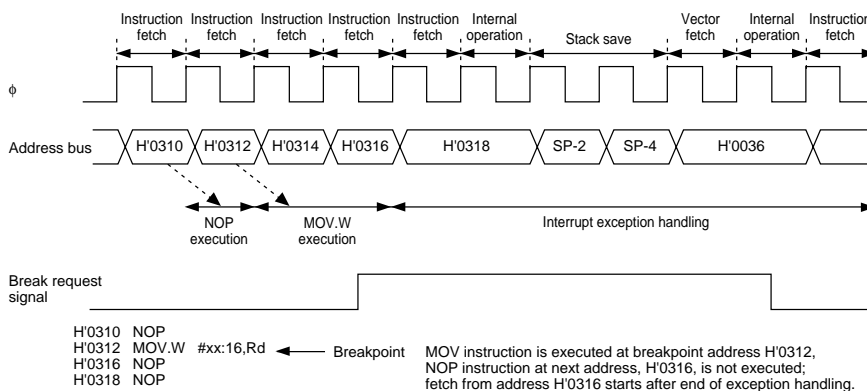 Instruction fetch
Instruction fetch
Instruction fetch
Instruction fetch
Instruction fetch
Internal operation
Stack save
Vector fetch
Internal operation
Instruction fetch
φ
Address bus
H'0310
H'0312
H'0314
H'0316
H'0318
SP-2
SP-4
H'0036
NOP execution
MOV.W execution
Interrupt exception handling
Break request signal
H'0310 NOP
H'0312 MOV.W #xx:16,Rd
H'0316 NOP
H'0318 NOP
Breakpoint
MOV instruction is executed at breakpoint address H'0312,
NOP instruction at next address, H'0316, is not executed;
fetch from address H'0316 starts after end of exception handling.